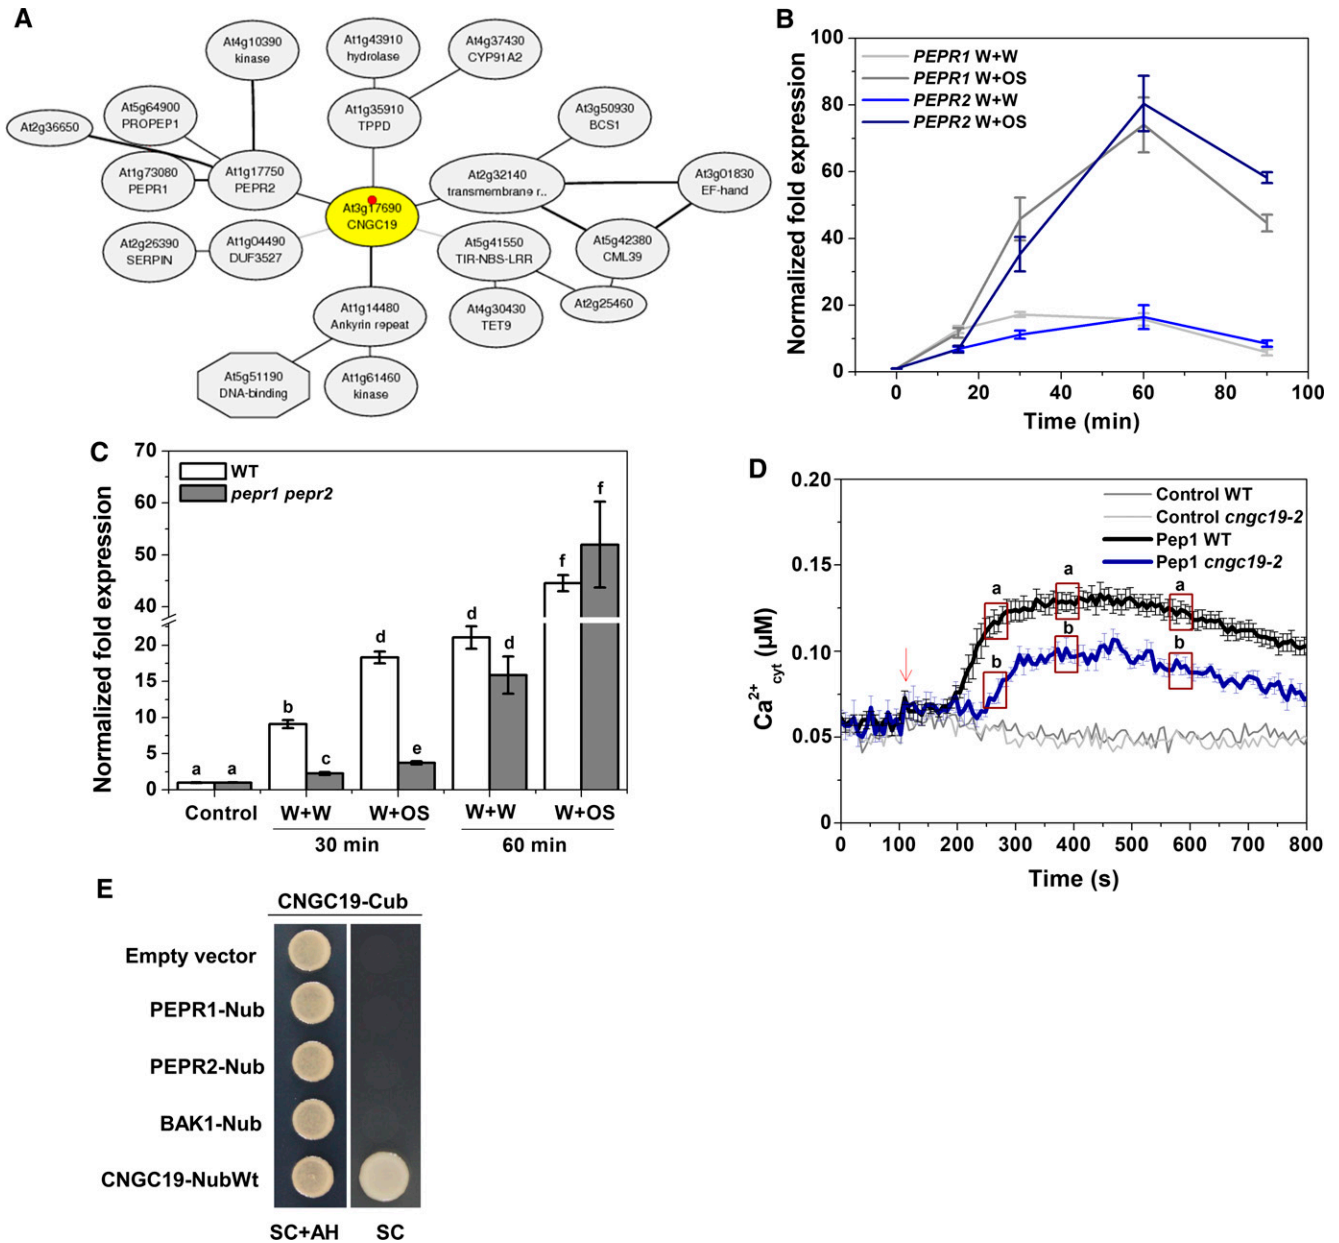 A
At4g10390
kinase
At1g43910
hydrolase
At4g37430
CYP91A2
At5g64900
PROPEP1
At2g36650
At1g35910
TPPD
At3g50930
BCS1
At1g73080
PEPR1
At1g17750
PEPR2
At2g32140
transmembrane r..
At3g01830
EF-hand
At3g17690
CNGC19
At2g26390
SERPIN
At1g04490
DUF3527
At5g41550
TIR-NBS-LRR
At5g42380
CML39
At1g14480
Ankyrin repeat
At4g30430
TET9
At2g25460
At5g51190
DNA-binding
At1g61460
kinase
B
PEPR1 W+W
PEPR1 W+OS
PEPR2 W+W
PEPR2 W+OS
Normalized fold expression
100
80
60
40
20
0
0 20 40 60 80 100
Time (min)
C
WT
pepr1 pepr2
Normalized fold expression
70
60
50
40
20
15
10
5
0
a a b c d e d d f f
Control W+W W+OS W+W W+OS
30 min 60 min
D
Control WT
Control cngc19-2
Pep1 WT
Pep1 cngc19-2
Ca2+cyt (μM)
0.20
0.15
0.10
0.05
0
a a a
b b b
0 100 200 300 400 500 600 700 800
Time (s)
E
CNGC19-Cub
Empty vector
PEPR1-Nub
PEPR2-Nub
BAK1-Nub
CNGC19-NubWt
SC+AH SC